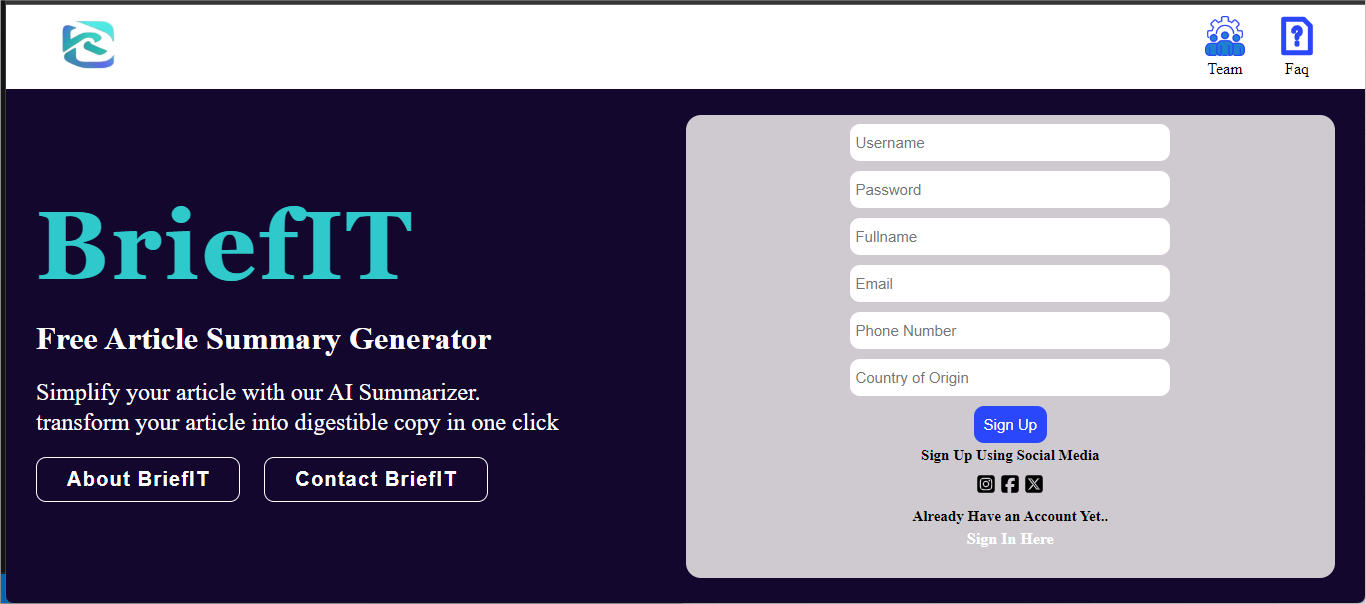 Team
Faq
BriefIT
Free Article Summary Generator
Simplify your article with our AI Summarizer.
transform your article into digestible copy in one click
About BriefIT
Contact BriefIT
Username
Password
Fullname
Email
Phone Number
Country of Origin
Sign Up
Sign Up Using Social Media
Already Have an Account Yet..
Sign In Here